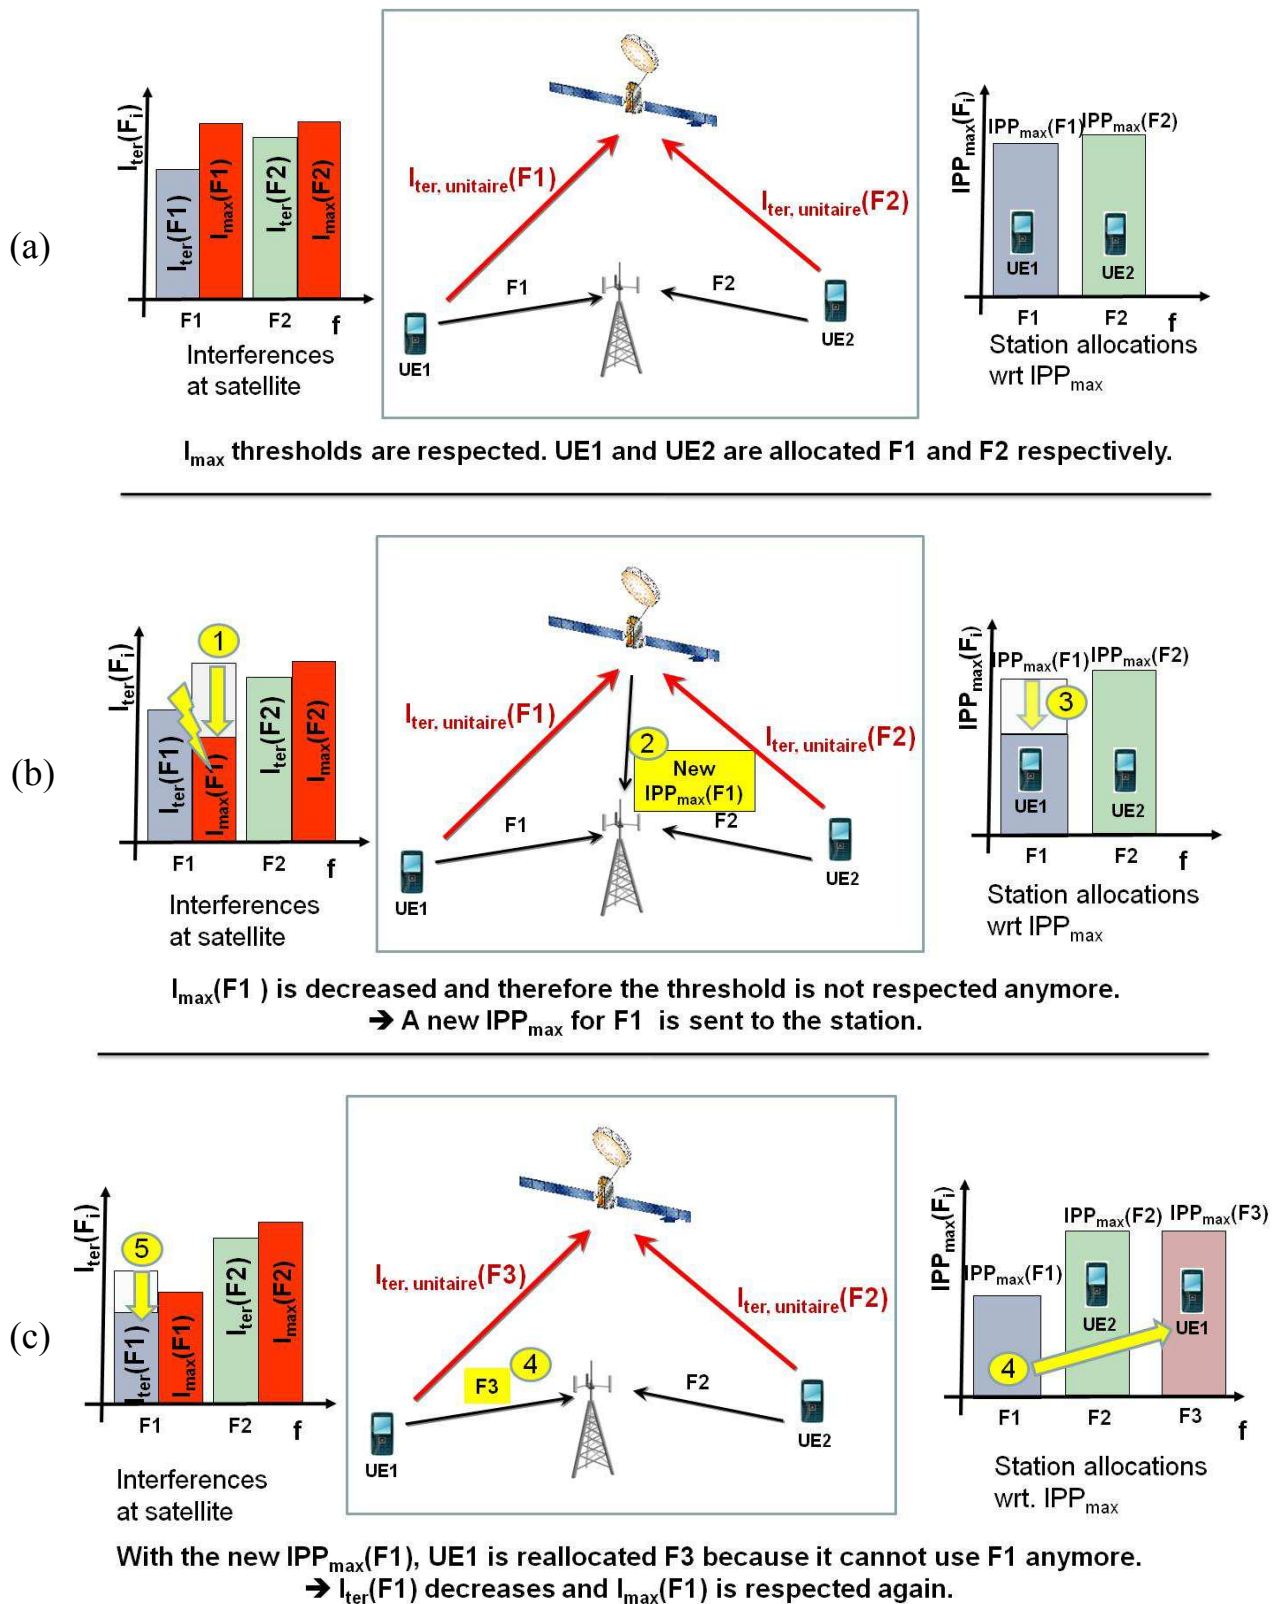 (a)
I_ter(F_i)
I_ter(F1)
I_max(F1)
I_ter(F2)
I_max(F2)
F1
F2
f
Interferences
at satellite
I_ter, unitaire(F1)
I_ter, unitaire(F2)
F1
F2
UE1
UE2
IPP_max(F_i)
IPP_max(F1)
IPP_max(F2)
UE1
UE2
F1
F2
f
Station allocations
wrt IPP_max
I_max thresholds are respected. UE1 and UE2 are allocated F1 and F2 respectively.
(b)
I_ter(F_i)
1
I_ter(F1)
I_max(F1)
I_ter(F2)
I_max(F2)
F1
F2
f
Interferences
at satellite
I_ter, unitaire(F1)
I_ter, unitaire(F2)
2
New
IPP_max(F1)
F1
F2
UE1
UE2
IPP_max(F_i)
IPP_max(F1)
IPP_max(F2)
3
UE1
UE2
F1
F2
f
Station allocations
wrt IPP_max
I_max(F1 ) is decreased and therefore the threshold is not respected anymore.
➔ A new IPP_max for F1 is sent to the station.
(c)
I_ter(F_i)
5
I_ter(F1)
I_max(F1)
I_ter(F2)
I_max(F2)
F1
F2
f
Interferences
at satellite
I_ter, unitaire(F3)
I_ter, unitaire(F2)
4
F3
F2
UE1
UE2
IPP_max(F_i)
IPP_max(F1)
IPP_max(F2)
IPP_max(F3)
UE2
UE1
4
F1
F2
F3
f
Station allocations
wrt. IPP_max
With the new IPP_max(F1), UE1 is reallocated F3 because it cannot use F1 anymore.
➔ I_ter(F1) decreases and I_max(F1) is respected again.